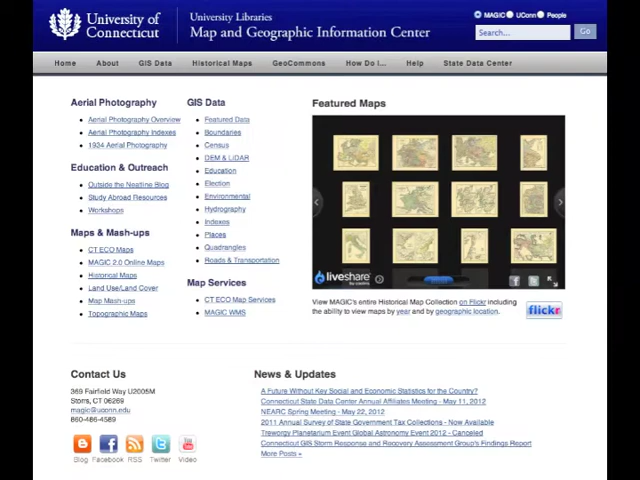 University of
Connecticut
University Libraries
Map and Geographic Information Center
MAGIC UConn People
Search... Go
Home About GIS Data Historical Maps GeoCommons How Do I... Help State Data Center
Aerial Photography
Aerial Photography Overview
Aerial Photography Indexes
1934 Aerial Photography
Education & Outreach
Outside the Neatline Blog
Study Abroad Resources
Workshops
Maps & Mash-ups
CT ECO Maps
MAGIC 2.0 Online Maps
Historical Maps
Land Use/Land Cover
Map Mash-ups
Topographic Maps
GIS Data
Featured Data
Boundaries
Census
DEM & LiDAR
Education
Election
Environmental
Hydrography
Indexes
Places
Quadrangles
Roads & Transportation
Map Services
CT ECO Map Services
MAGIC WMS
Featured Maps
liveshare
View MAGIC's entire Historical Map Collection on Flickr including
the ability to view maps by year and by geographic location.
flickr
Contact Us
369 Fairfield Way U2005M
Storrs, CT 06269
magic@uconn.edu
860-486-4589
Blog Facebook RSS Twitter Video
News & Updates
A Future Without Key Social and Economic Statistics for the Country?
Connecticut State Data Center Annual Affiliates Meeting - May 11, 2012
NEARC Spring Meeting - May 22, 2012
2011 Annual Survey of State Government Tax Collections - Now Available
Treworgy Planetarium Event Global Astronomy Event 2012 - Canceled
Connecticut GIS Storm Response and Recovery Assessment Group's Findings Report
More Posts »